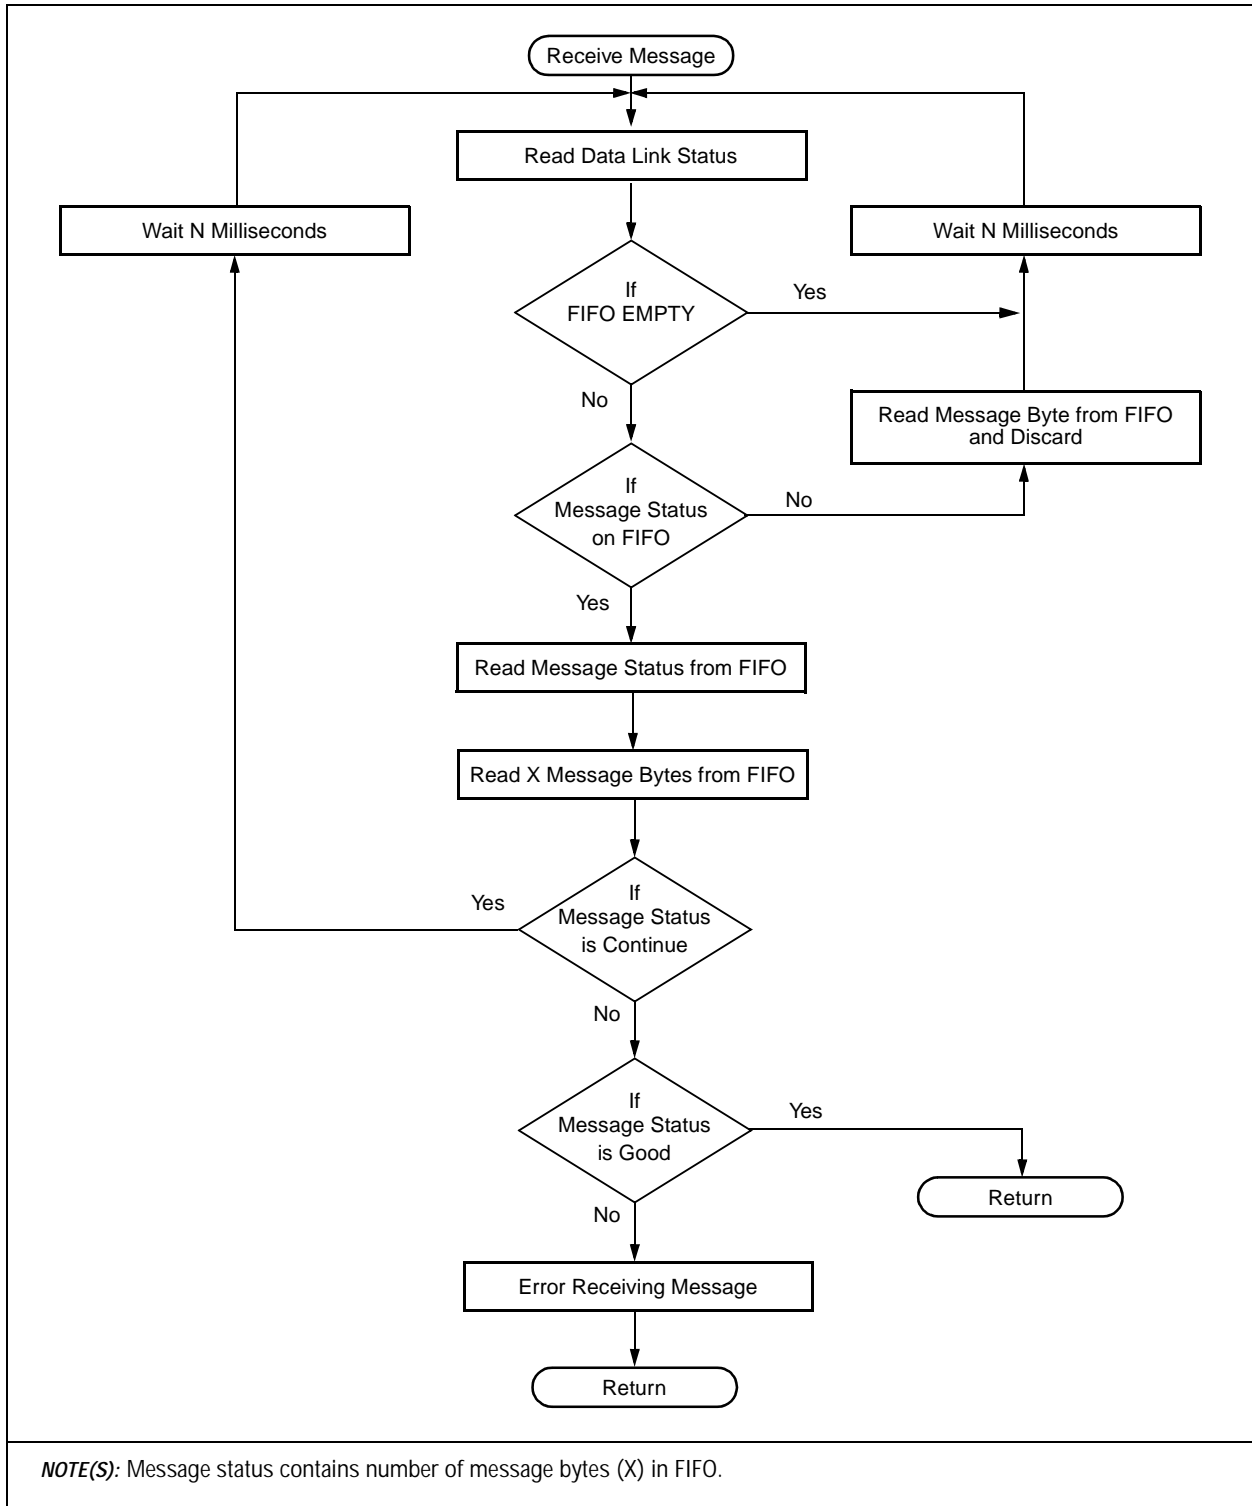 Receive Message
Read Data Link Status
Wait N Milliseconds
Wait N Milliseconds
If
FIFO EMPTY
Yes
No
Read Message Byte from FIFO
and Discard
If
Message Status
on FIFO
No
Yes
Read Message Status from FIFO
Read X Message Bytes from FIFO
If
Message Status
is Continue
Yes
No
If
Message Status
is Good
Yes
Return
No
Error Receiving Message
Return
NOTE(S): Message status contains number of message bytes (X) in FIFO.